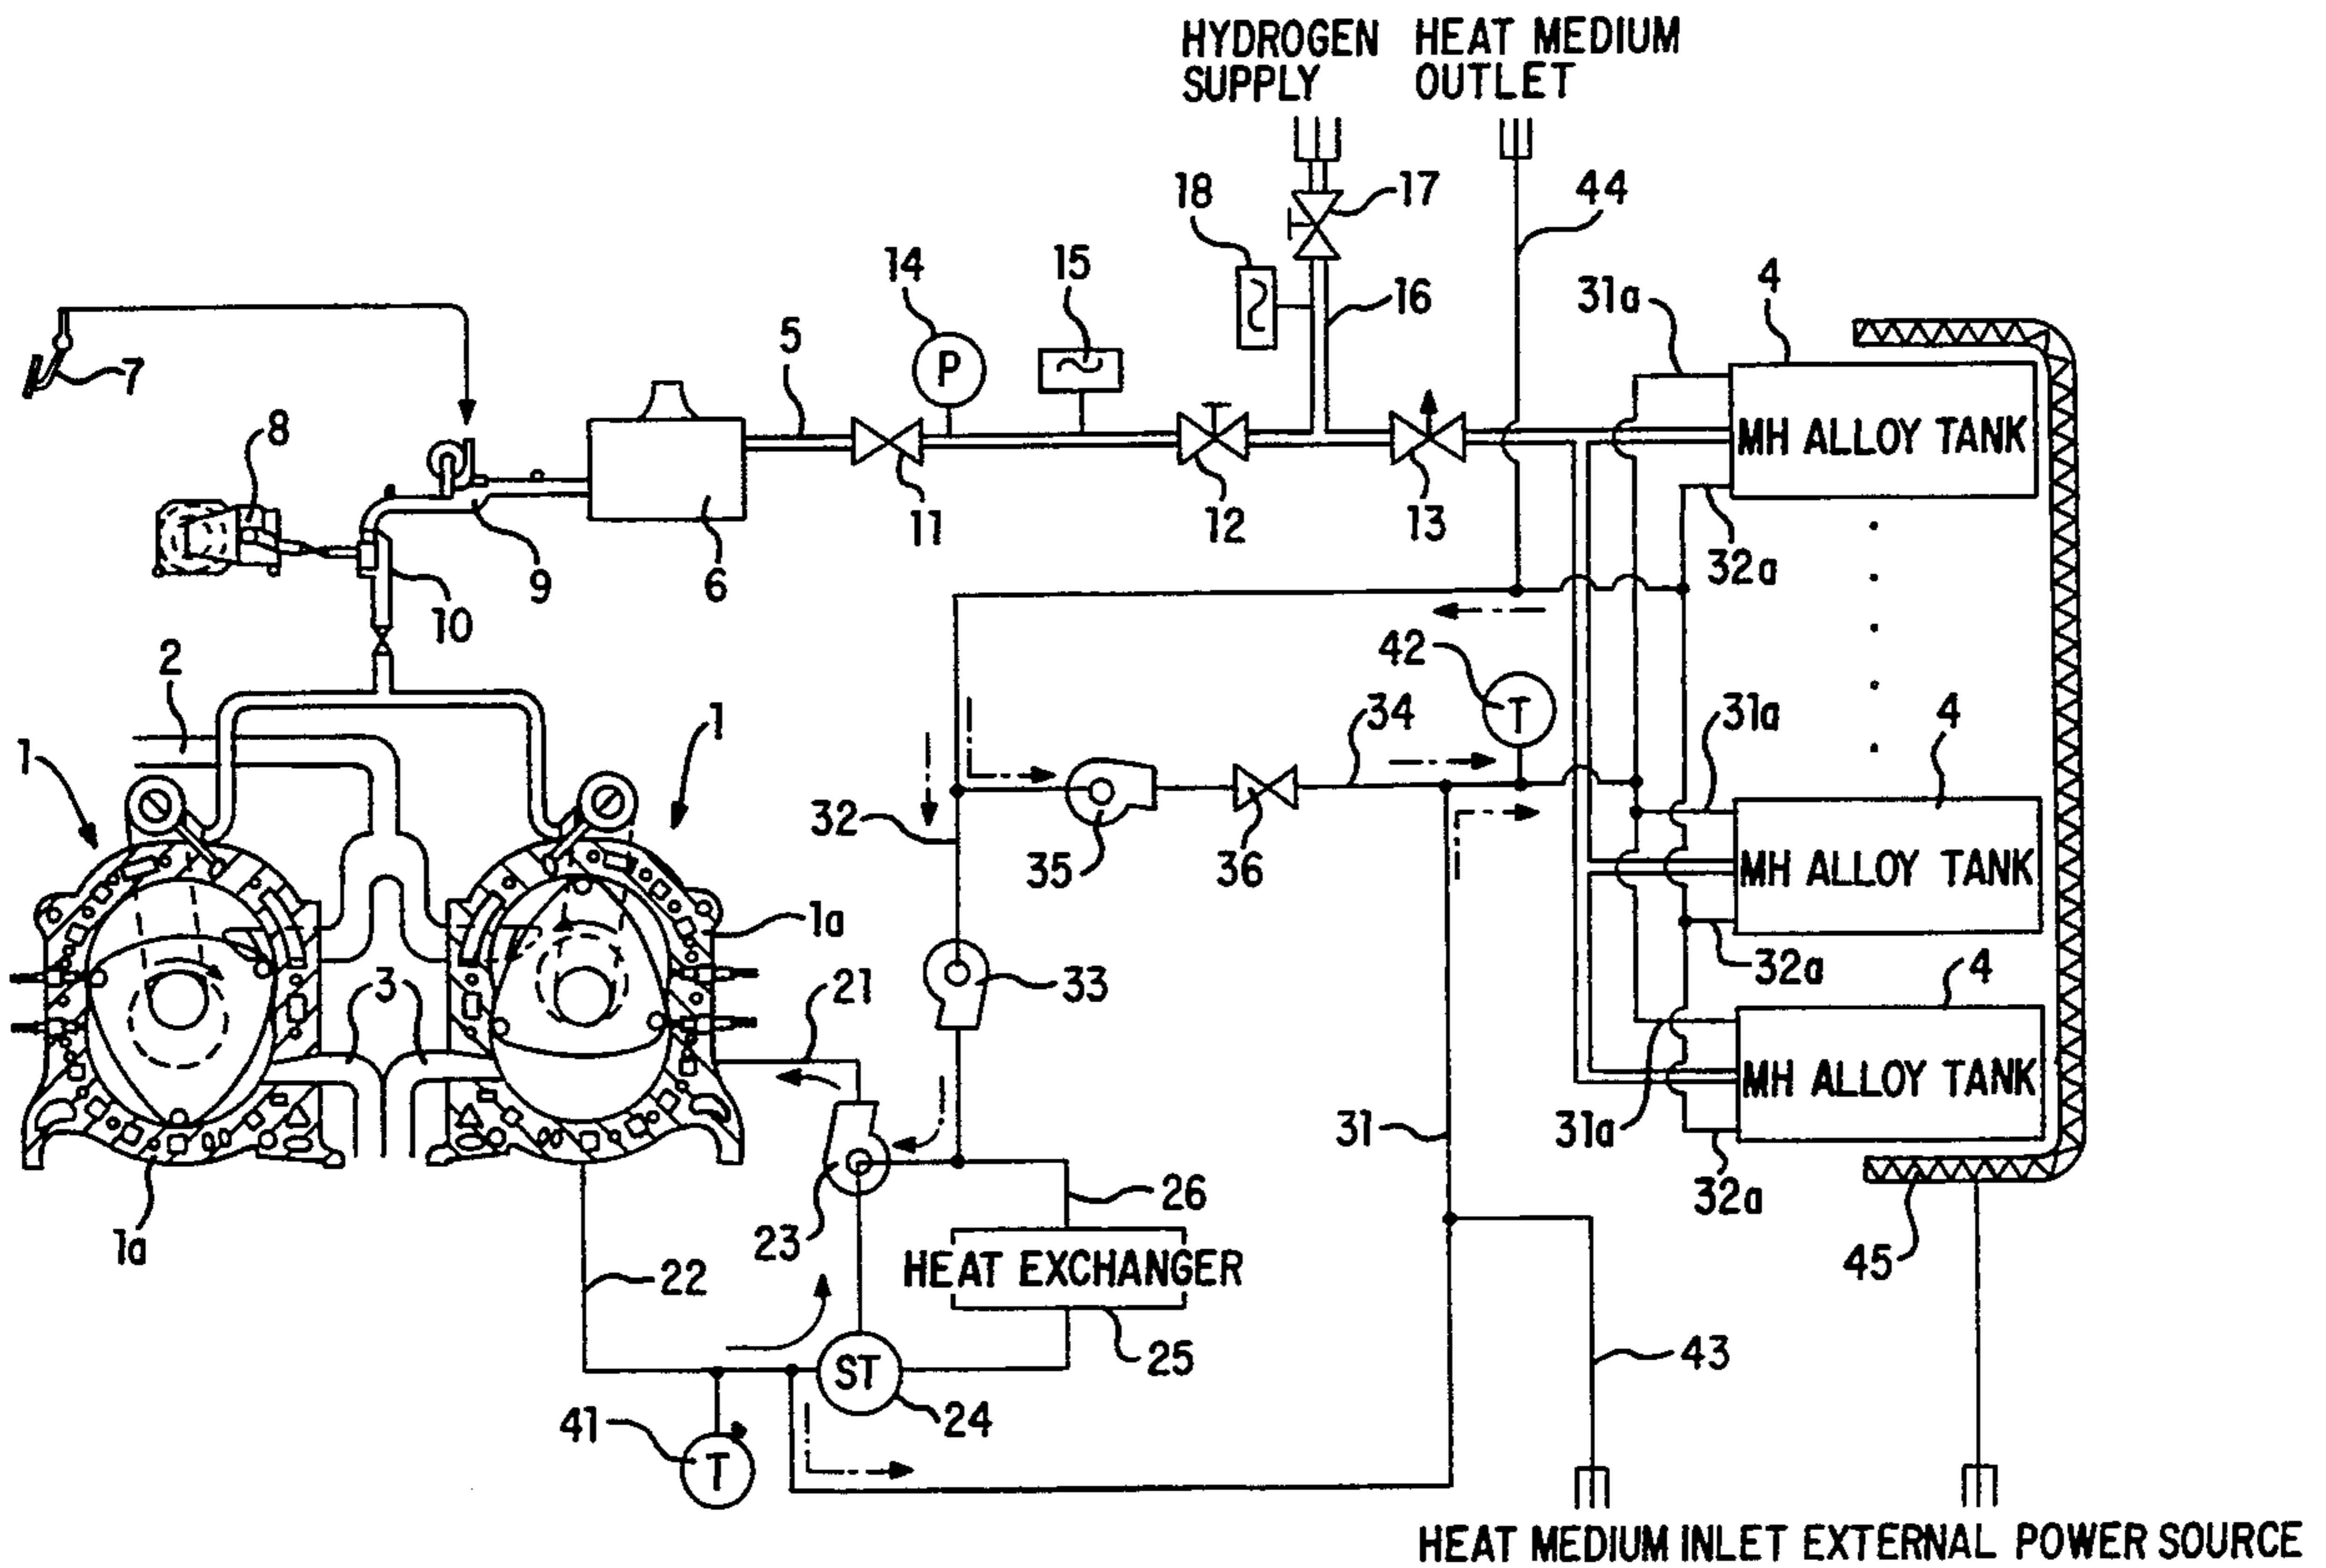 HYDROGEN SUPPLY
HEAT MEDIUM OUTLET
18
17
44
14
15
16
31a
4
7
5
8
MH ALLOY TANK
P
11
12
13
9
6
32a
10
2
42
T
34
31a
4
1
1
32
35
36
MH ALLOY TANK
1a
32a
4
3
21
33
MH ALLOY TANK
31
31a
32a
1a
23
26
22
HEAT EXCHANGER
45
25
43
ST
24
41
T
HEAT MEDIUM INLET
EXTERNAL POWER SOURCE